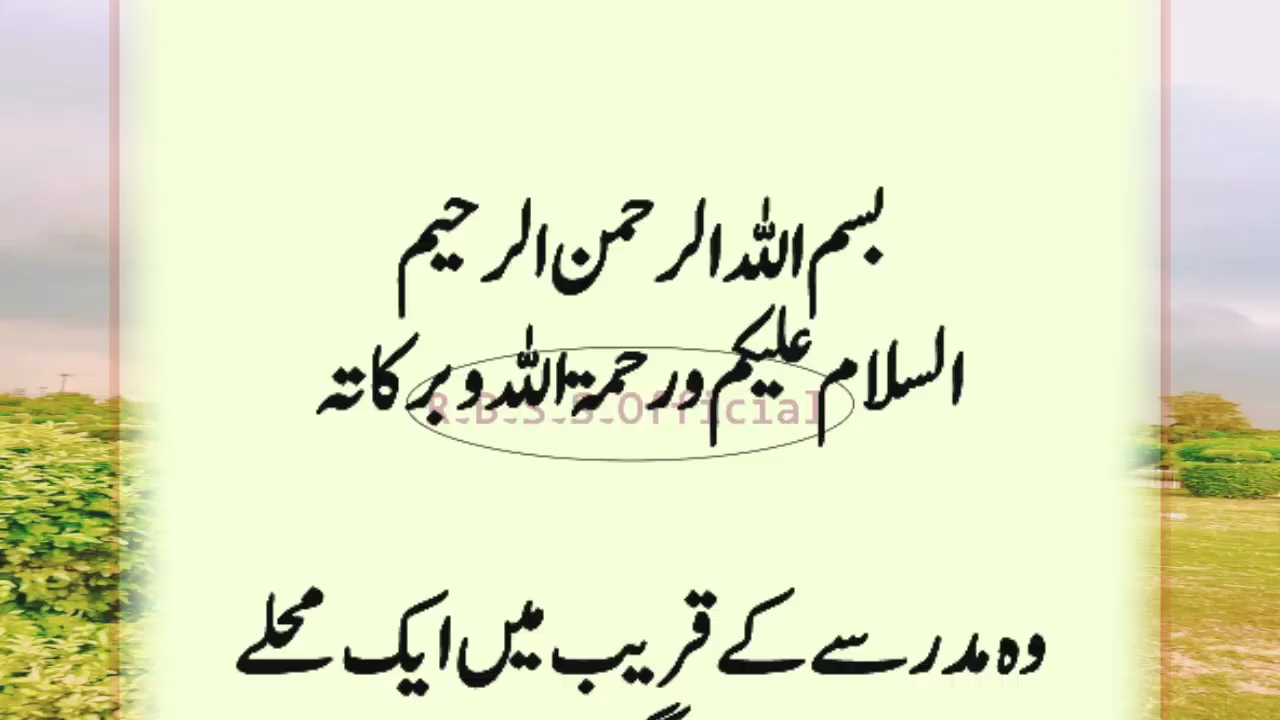 بسم اللہ الرحمن الرحیم
السلام علیکم ورحمۃ اللہ وبرکاتہ
R.B.S.S.Official
وہ مدرسے کے قریب میں ایک محلے